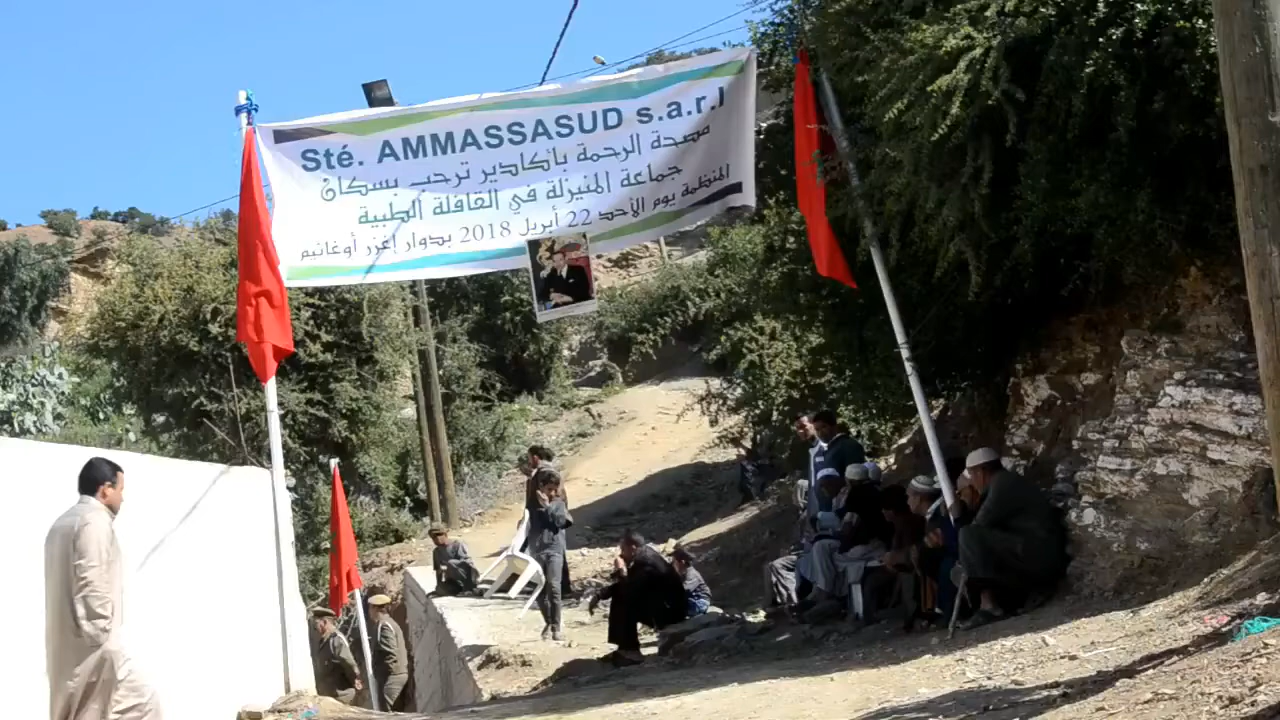 Sté. AMMASSASUD s.a.r.l
مصحة الرحمة بأكادير ترحب بسكان
جماعة المنيزلة في القافلة الطبية
المنظمة يوم الأحد 22 أبريل 2018 بدوار إغزر أوغانيم